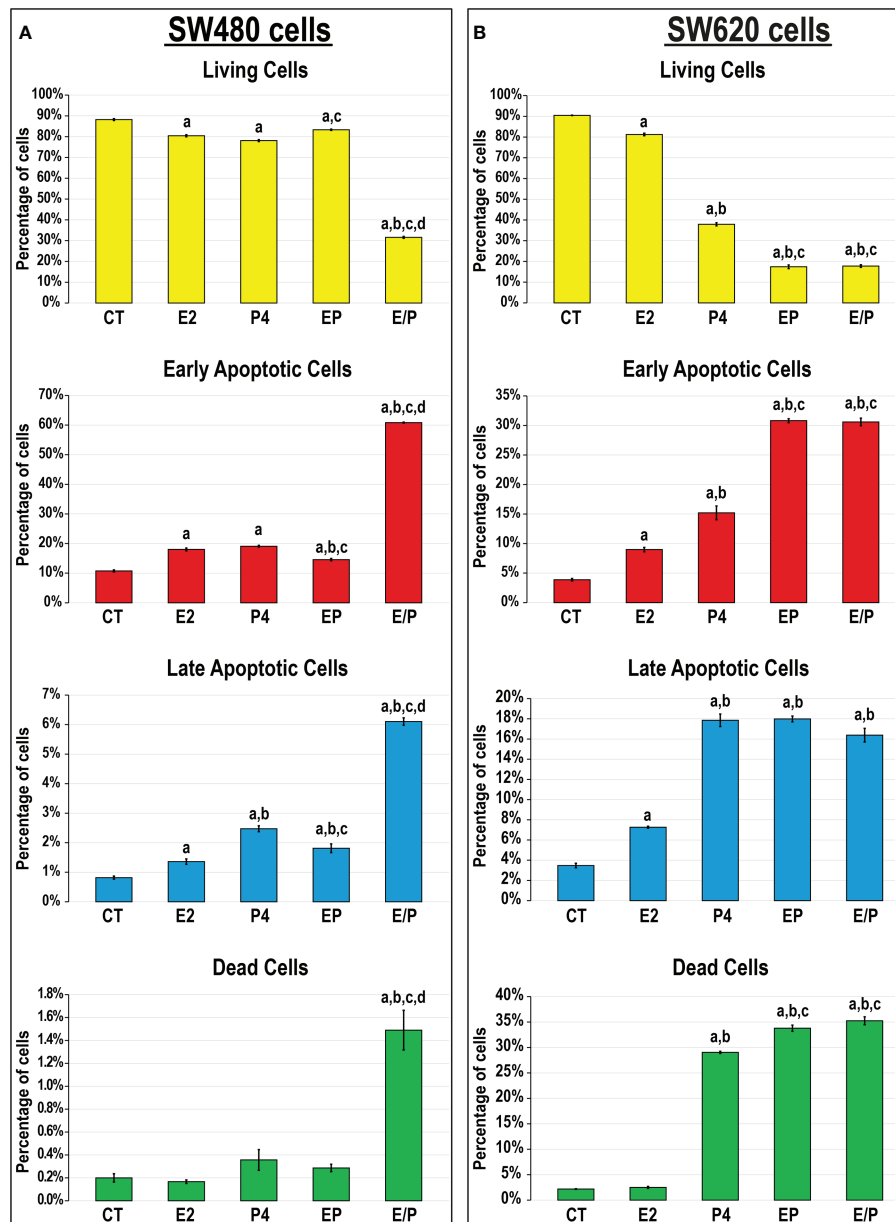 A
SW480 cells
Living Cells
Percentage of cells
100%
90%
80%
70%
60%
50%
40%
30%
20%
10%
0%
a
a
a,c
a,b,c,d
CT E2 P4 EP E/P
Early Apoptotic Cells
Percentage of cells
70%
60%
50%
40%
30%
20%
10%
0%
a
a
a,b,c
a,b,c,d
CT E2 P4 EP E/P
Late Apoptotic Cells
Percentage of cells
7%
6%
5%
4%
3%
2%
1%
0%
a
a,b
a,b,c
a,b,c,d
CT E2 P4 EP E/P
Dead Cells
Percentage of cells
1.8%
1.6%
1.4%
1.2%
1.0%
0.8%
0.6%
0.4%
0.2%
0.0%
a,b,c,d
CT E2 P4 EP E/P
B
SW620 cells
Living Cells
Percentage of cells
100%
90%
80%
70%
60%
50%
40%
30%
20%
10%
0%
a
a,b
a,b,c
a,b,c
CT E2 P4 EP E/P
Early Apoptotic Cells
Percentage of cells
35%
30%
25%
20%
15%
10%
5%
0%
a
a,b
a,b,c
a,b,c
CT E2 P4 EP E/P
Late Apoptotic Cells
Percentage of cells
20%
18%
16%
14%
12%
10%
8%
6%
4%
2%
0%
a
a,b
a,b
a,b
CT E2 P4 EP E/P
Dead Cells
Percentage of cells
40%
35%
30%
25%
20%
15%
10%
5%
0%
a,b
a,b,c
a,b,c
CT E2 P4 EP E/P